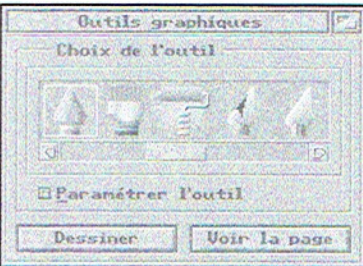 Outils graphiques
Choix de l'outil
Paramétrer l'outil
Dessiner
Voir la page